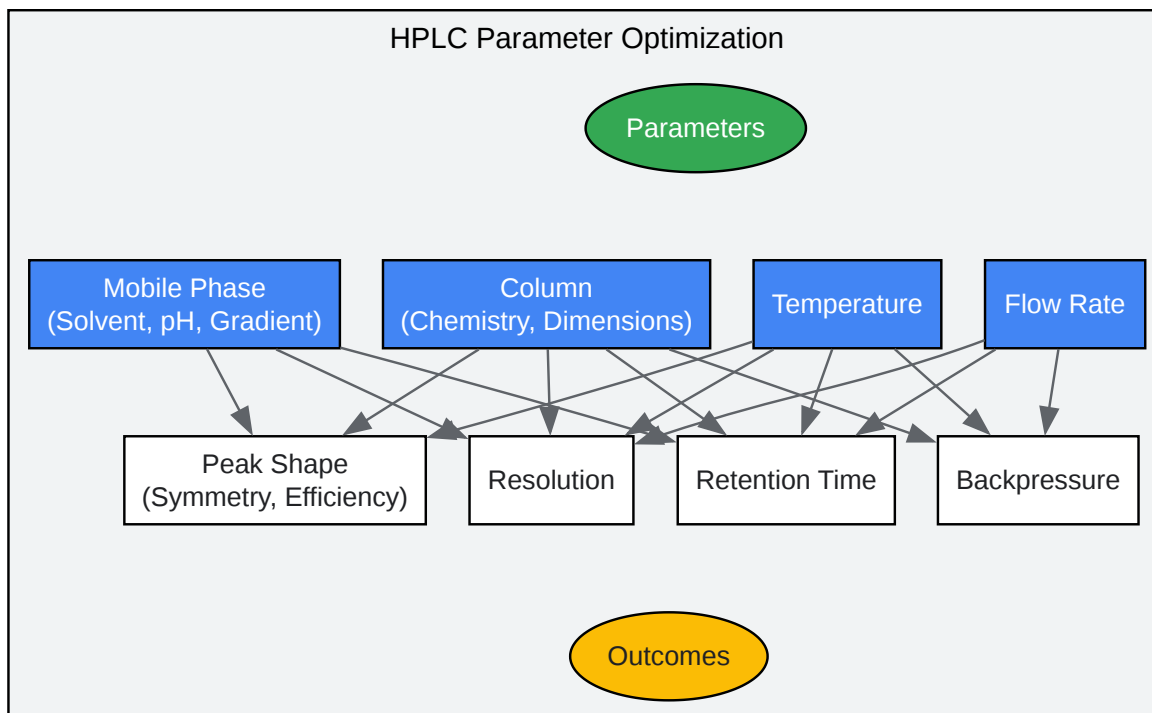 HPLC Parameter Optimization
Parameters
Mobile Phase
(Solvent, pH, Gradient)
Column
(Chemistry, Dimensions)
Temperature
Flow Rate
Peak Shape
(Symmetry, Efficiency)
Resolution
Retention Time
Backpressure
Outcomes